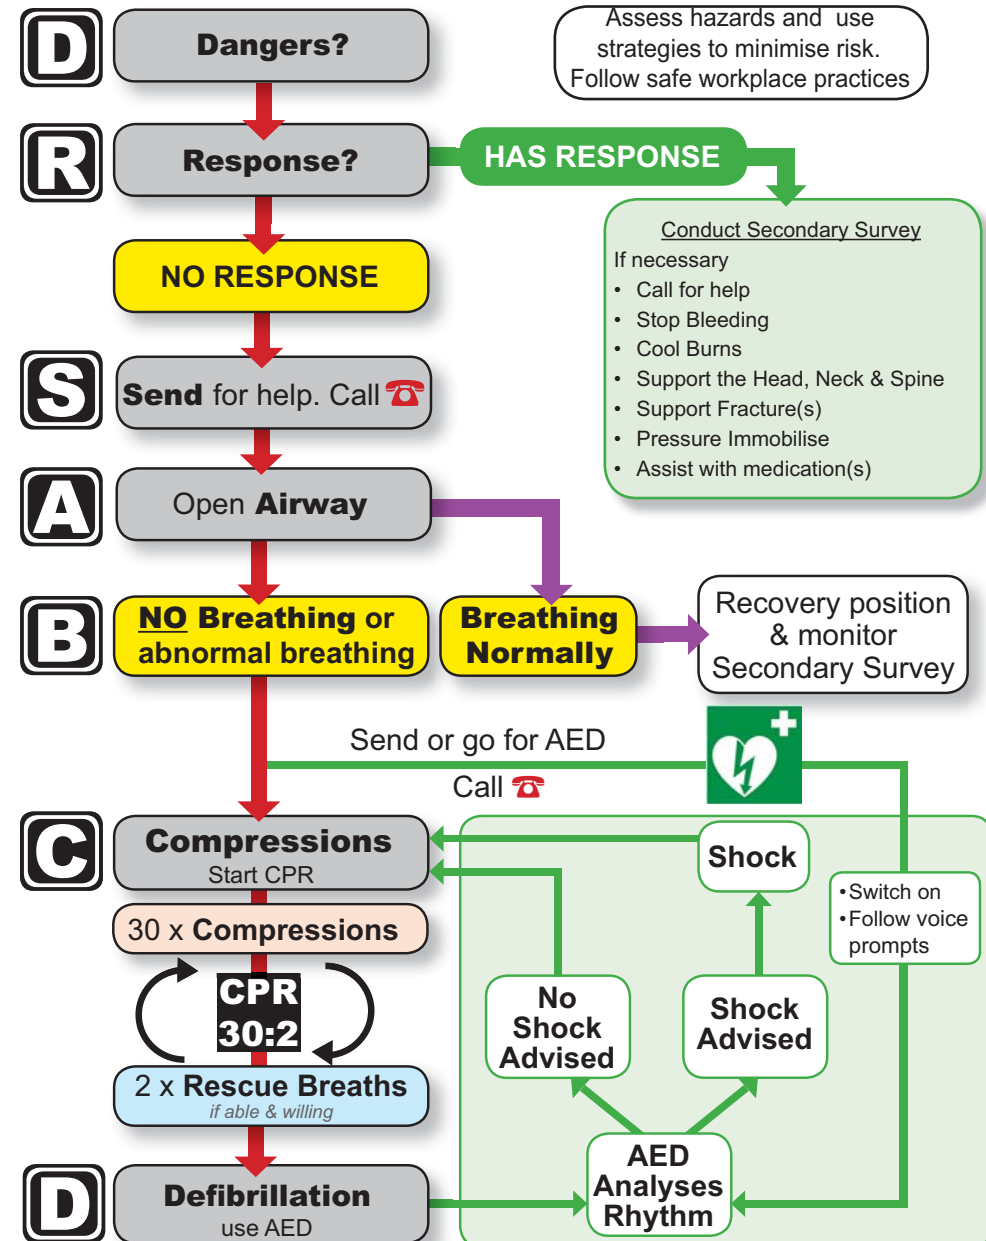 D
Dangers?
Assess hazards and use
strategies to minimise risk.
Follow safe workplace practices
R
Response?
HAS RESPONSE
Conduct Secondary Survey
If necessary
• Call for help
• Stop Bleeding
• Cool Burns
• Support the Head, Neck & Spine
• Support Fracture(s)
• Pressure Immobilise
• Assist with medication(s)
NO RESPONSE
S
Send for help. Call ☎
A
Open Airway
B
NO Breathing or
abnormal breathing
Breathing
Normally
Recovery position
& monitor
Secondary Survey
Send or go for AED
Call ☎
C
Compressions
Start CPR
Shock
•Switch on
•Follow voice
prompts
30 x Compressions
CPR
30:2
No
Shock
Advised
Shock
Advised
2 x Rescue Breaths
if able & willing
D
Defibrillation
use AED
AED
Analyses
Rhythm